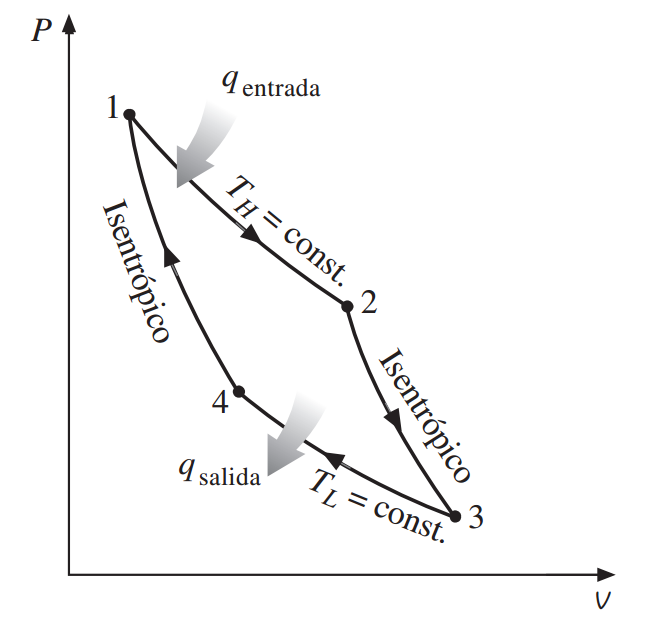 P
q entrada
1
T_H = const.
Isentrópico
2
Isentrópico
4
q salida
T_L = const.
3
v